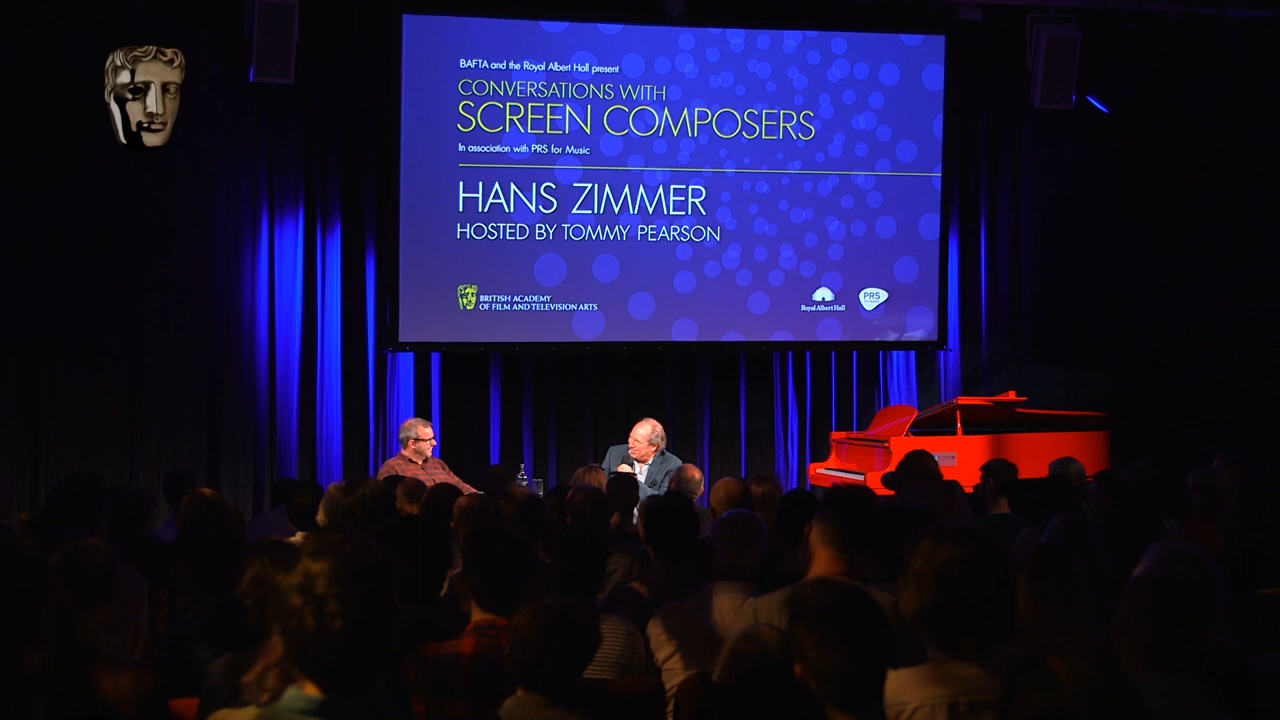 BAFTA and the Royal Albert Hall present
CONVERSATIONS WITH
SCREEN COMPOSERS
In association with PRS for Music
HANS ZIMMER
HOSTED BY TOMMY PEARSON
BRITISH ACADEMY
OF FILM AND TELEVISION ARTS
Royal Albert Hall
PRS